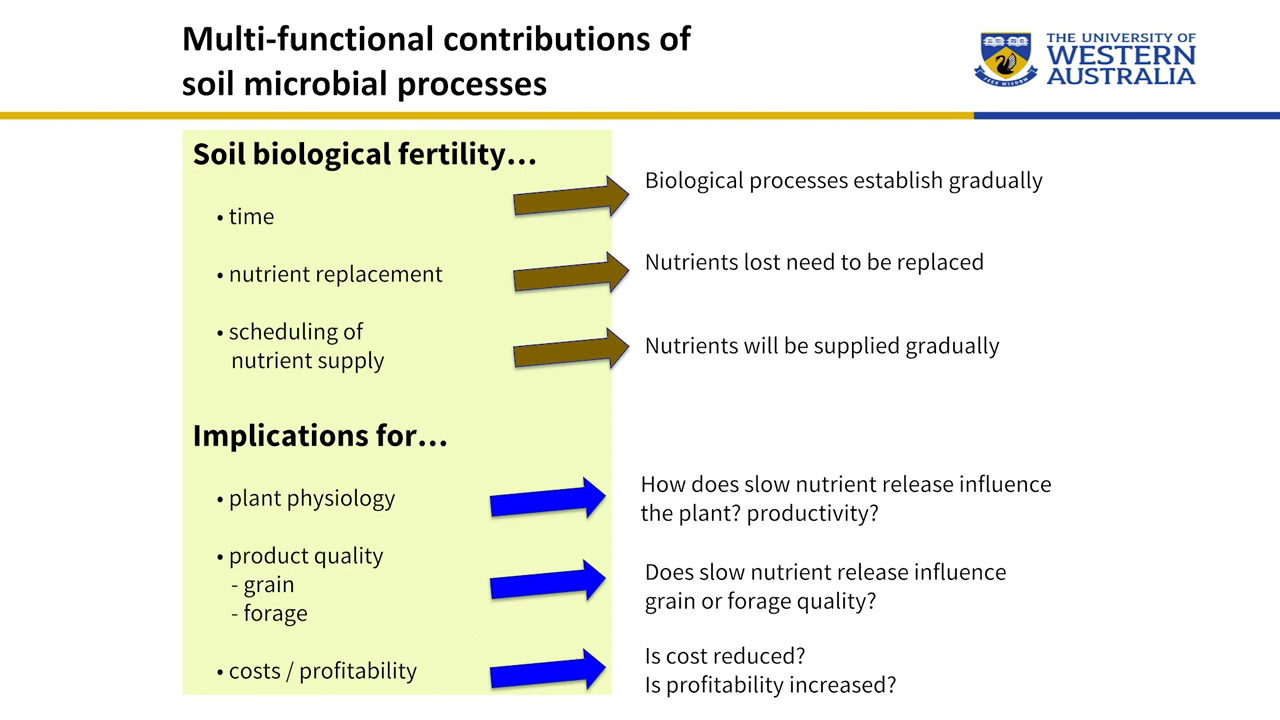 Multi-functional contributions of
soil microbial processes
THE UNIVERSITY OF
WESTERN
AUSTRALIA
Soil biological fertility...
• time
Biological processes establish gradually
• nutrient replacement
Nutrients lost need to be replaced
• scheduling of
nutrient supply
Nutrients will be supplied gradually
Implications for...
• plant physiology
How does slow nutrient release influence
the plant? productivity?
• product quality
- grain
- forage
Does slow nutrient release influence
grain or forage quality?
• costs / profitability
Is cost reduced?
Is profitability increased?